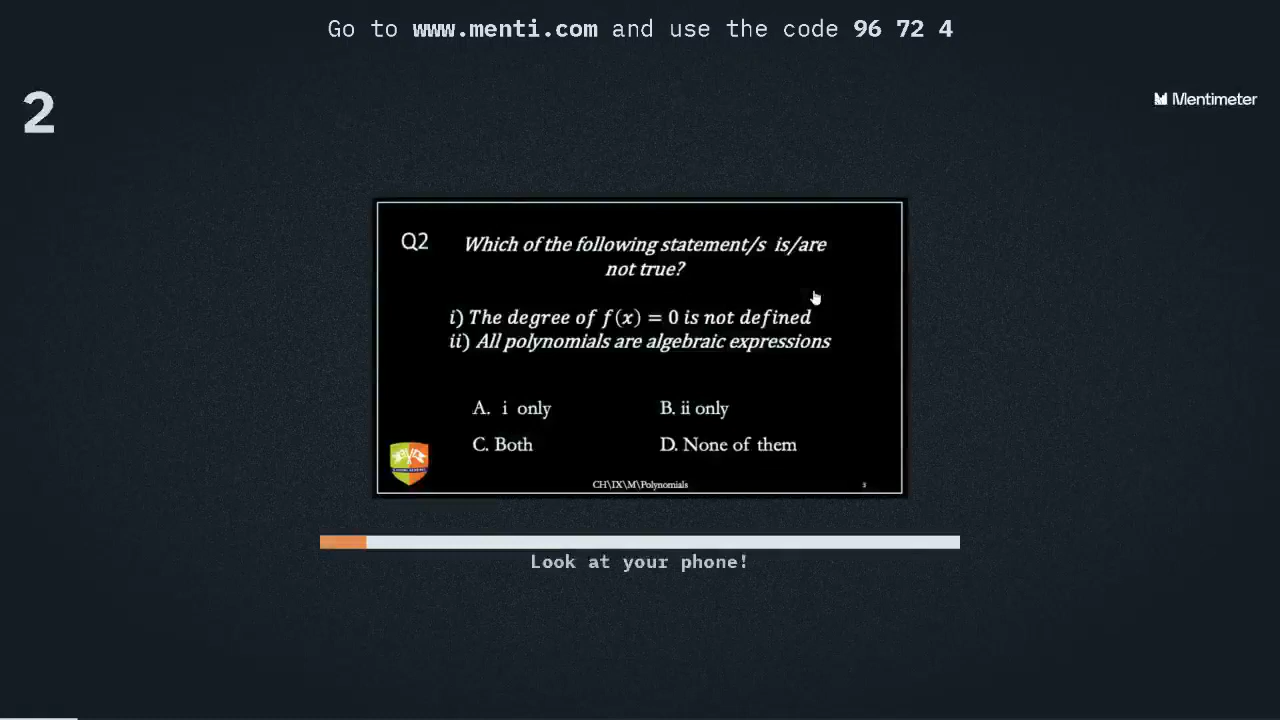 Go to www.menti.com and use the code 96 72 4
2
Mentimeter
Q2
Which of the following statement/s is/are
not true?
i) The degree of f(x) = 0 is not defined
ii) All polynomials are algebraic expressions
A. i only
B. ii only
C. Both
D. None of them
CH\IX\M\Polynomials
Look at your phone!